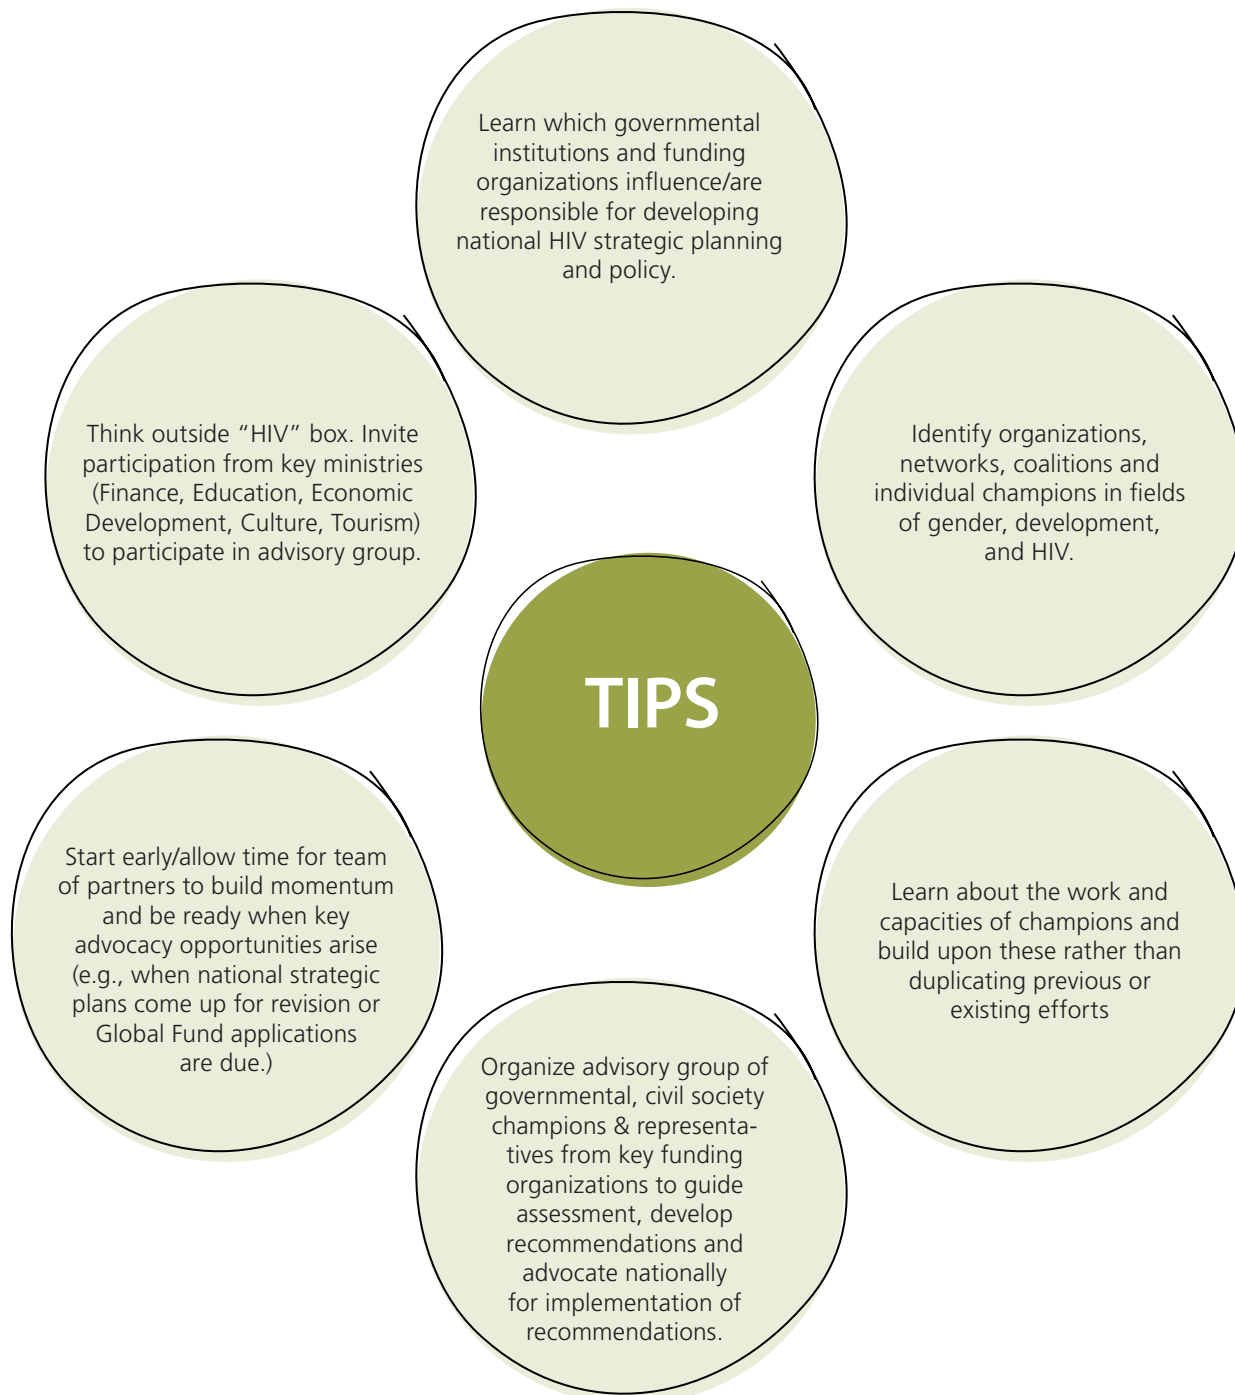 Learn which governmental
institutions and funding
organizations influence/are
responsible for developing
national HIV strategic planning
and policy.
Think outside “HIV” box. Invite
participation from key ministries
(Finance, Education, Economic
Development, Culture, Tourism)
to participate in advisory group.
Identify organizations,
networks, coalitions and
individual champions in fields
of gender, development,
and HIV.
TIPS
Start early/allow time for team
of partners to build momentum
and be ready when key
advocacy opportunities arise
(e.g., when national strategic
plans come up for revision or
Global Fund applications
are due.)
Learn about the work and
capacities of champions and
build upon these rather than
duplicating previous or
existing efforts
Organize advisory group of
governmental, civil society
champions & representa-
tives from key funding
organizations to guide
assessment, develop
recommendations and
advocate nationally
for implementation of
recommendations.